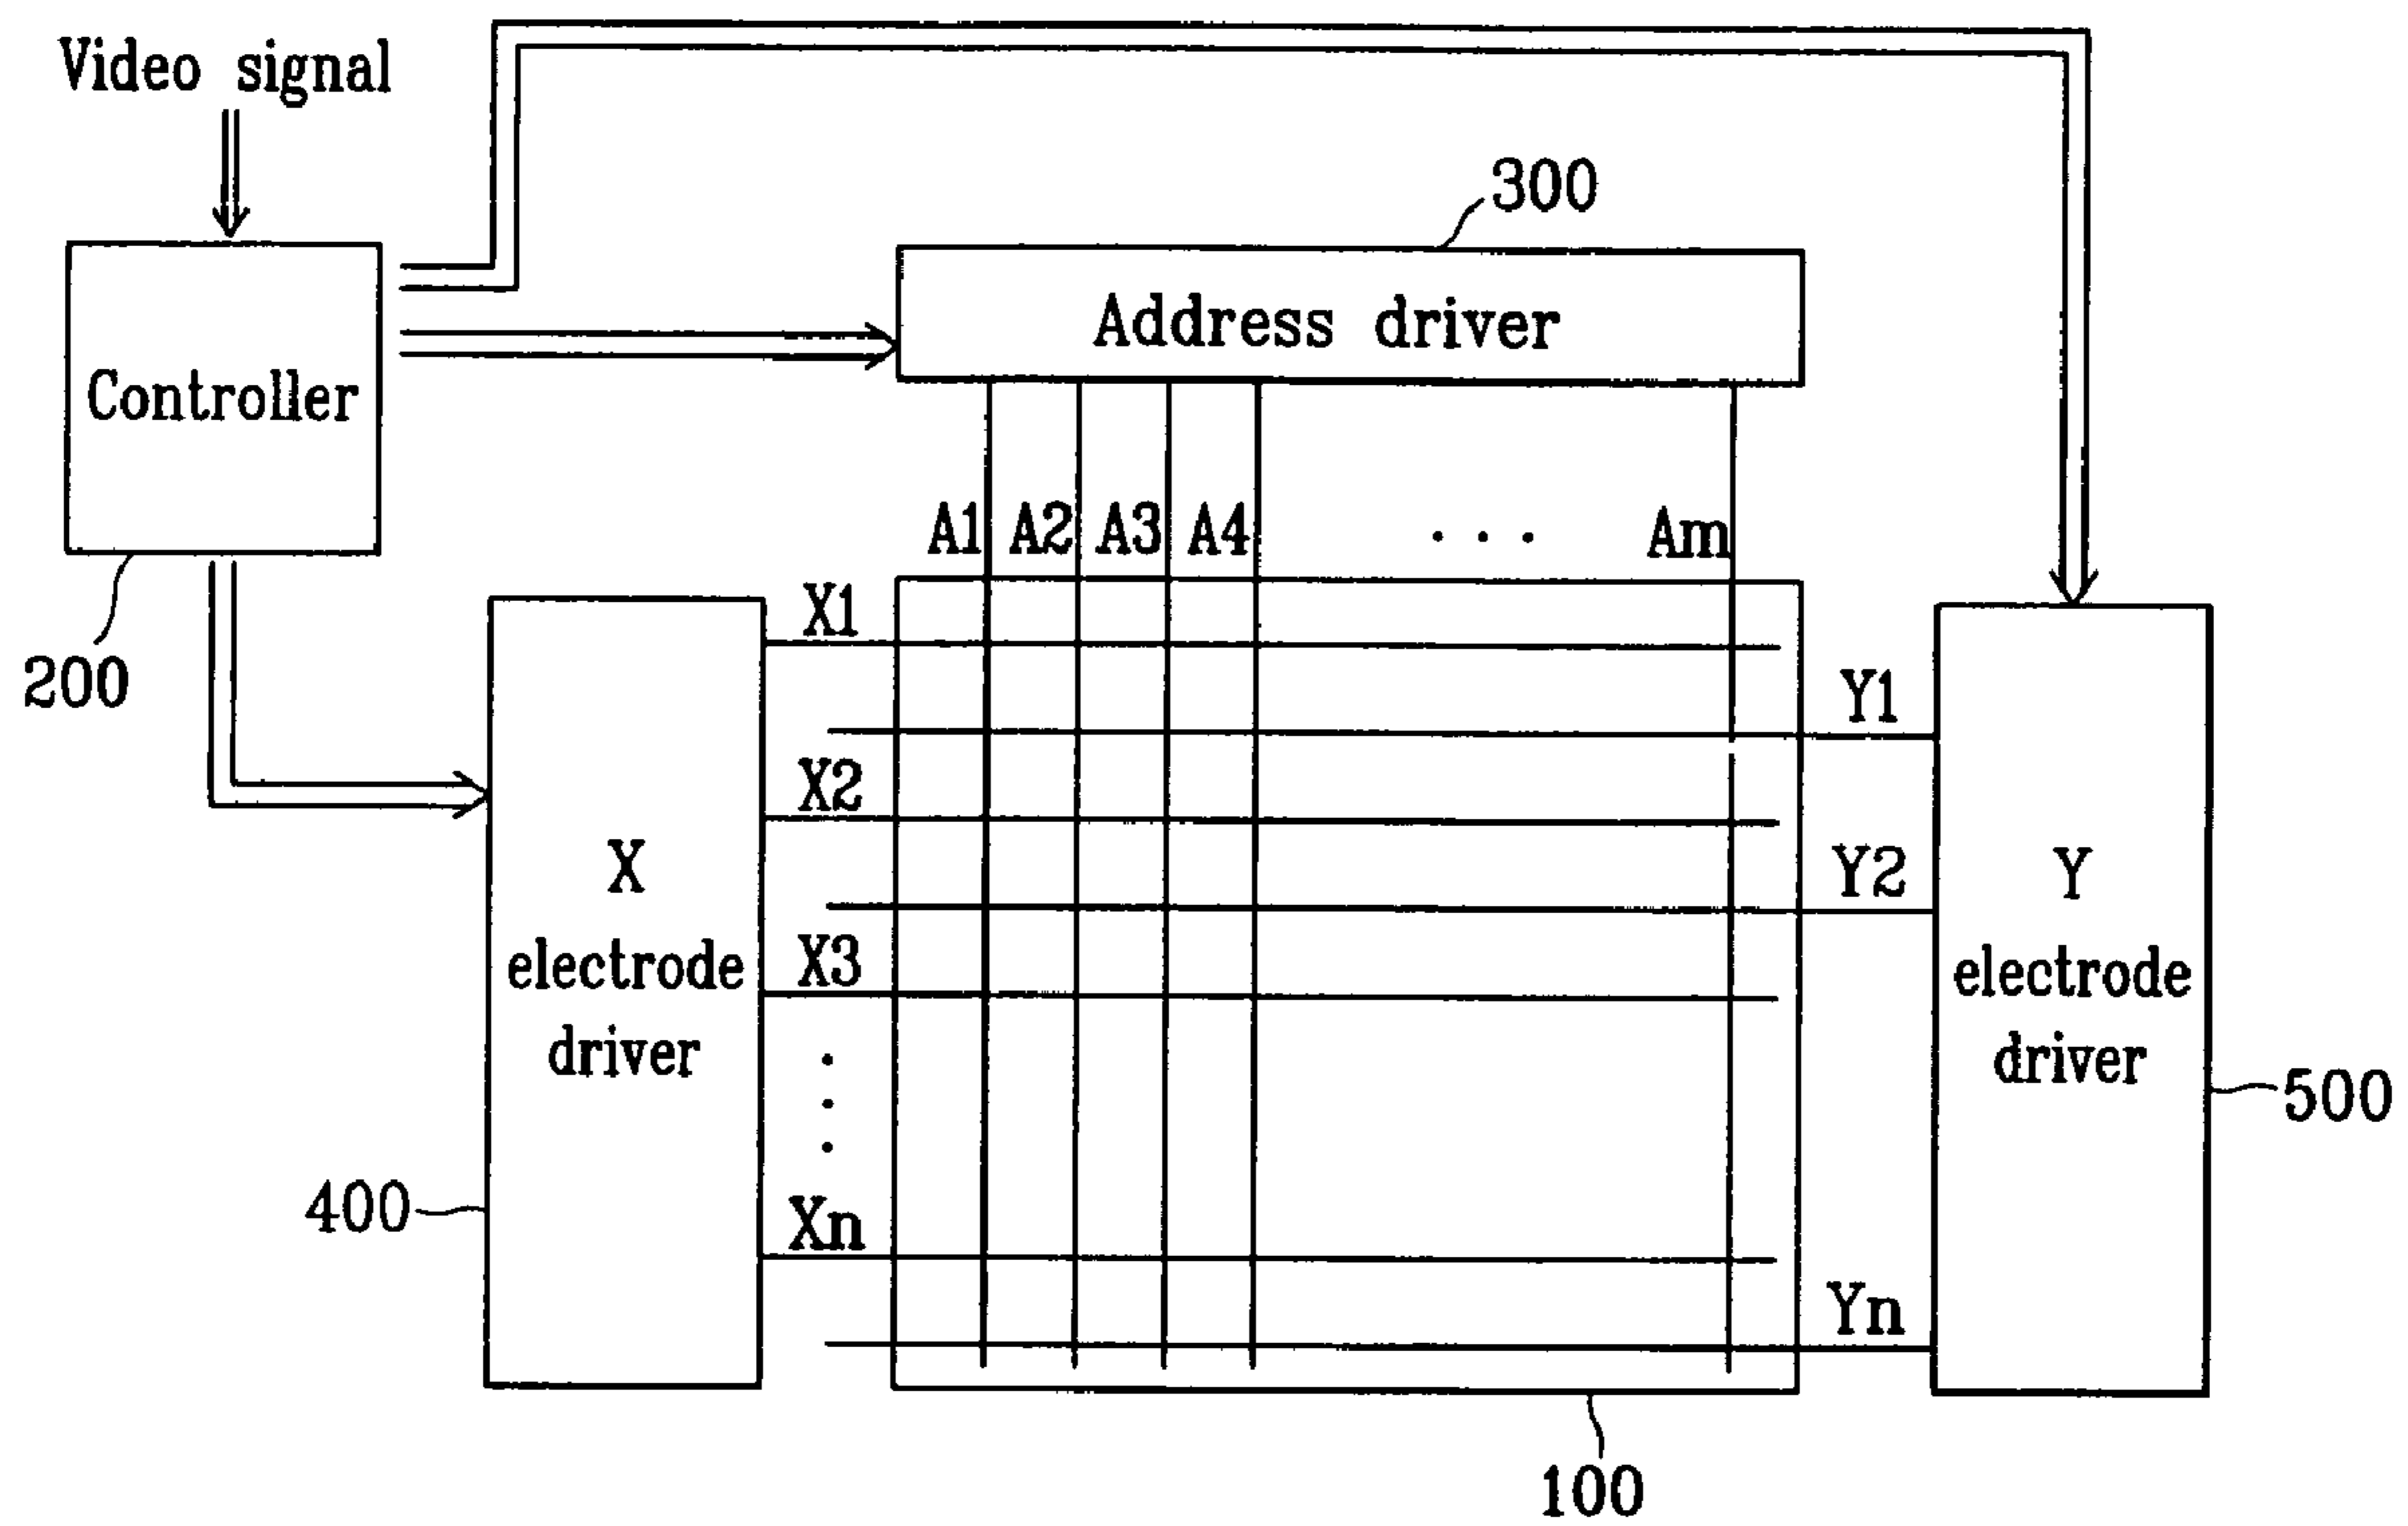 Video signal
300
Address driver
Controller
A1 A2 A3 A4 . . . Am
X1
200
Y1
X2
X
electrode
driver
Y2
Y
electrode
driver
X3
500
400
Xn
Yn
100